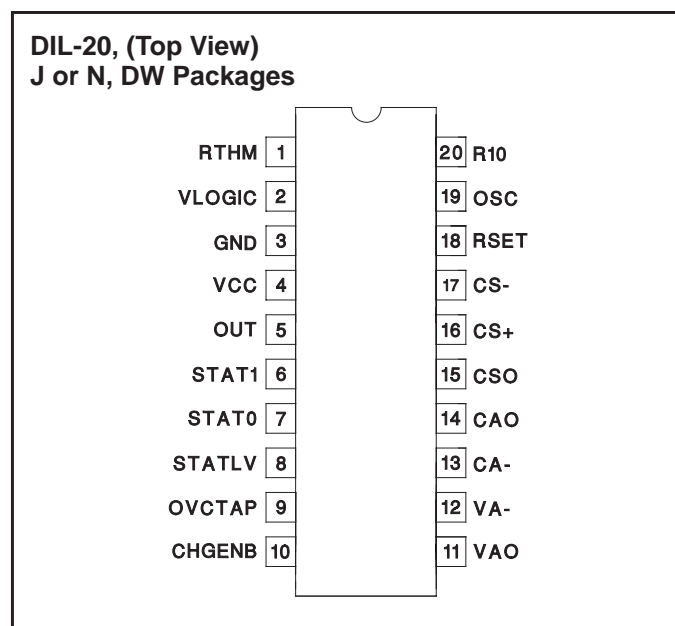 DIL-20, (Top View)
J or N, DW Packages
RTHM 1 20 R10
VLOGIC 2 19 OSC
GND 3 18 RSET
VCC 4 17 CS-
OUT 5 16 CS+
STAT1 6 15 CSO
STAT0 7 14 CAO
STATLV 8 13 CA-
OVCTAP 9 12 VA-
CHGENB 10 11 VAO